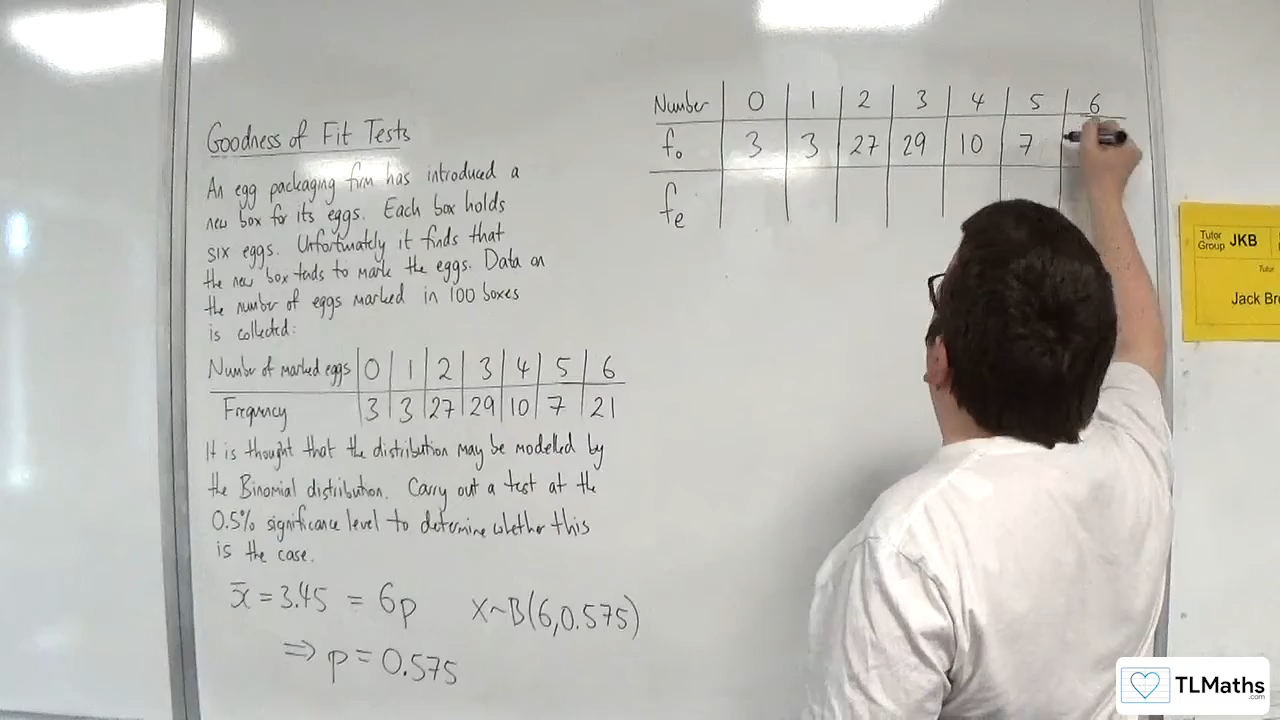 Goodness of Fit Tests
An egg packaging firm has introduced a
new box for its eggs. Each box holds
six eggs. Unfortunately it finds that
the new box tends to mark the eggs. Data on
the number of eggs marked in 100 boxes
is collected:
Number of marked eggs 0 1 2 3 4 5 6
Frequency 3 3 27 29 10 7 21
It is thought that the distribution may be modelled by
the Binomial distribution. Carry out a test at the
0.5% significance level to determine whether this
is the case.
x̄ = 3.45 = 6p X~B(6,0.575)
⇒ p = 0.575
Number 0 1 2 3 4 5 6
fo 3 3 27 29 10 7
fe
Tutor Group JKB
Tutor
Jack Br
TLMaths
.com